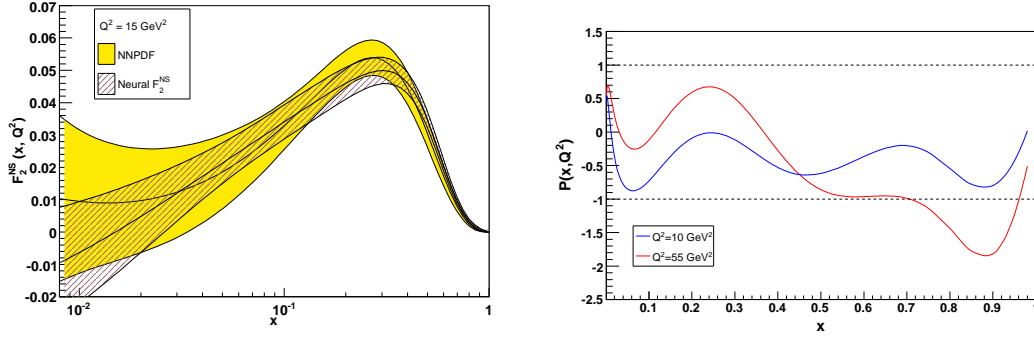 Q² = 15 GeV²
NNPDF
Neural F₂^NS
F₂^NS (x, Q²)
0.07
0.06
0.05
0.04
0.03
0.02
0.01
0
-0.01
-0.02
10⁻²
10⁻¹
1
x
P(x,Q²)
1.5
1
0.5
0
-0.5
-1
-1.5
-2
-2.5
Q²=10 GeV²
Q²=55 GeV²
0.1 0.2 0.3 0.4 0.5 0.6 0.7 0.8 0.9 1
x